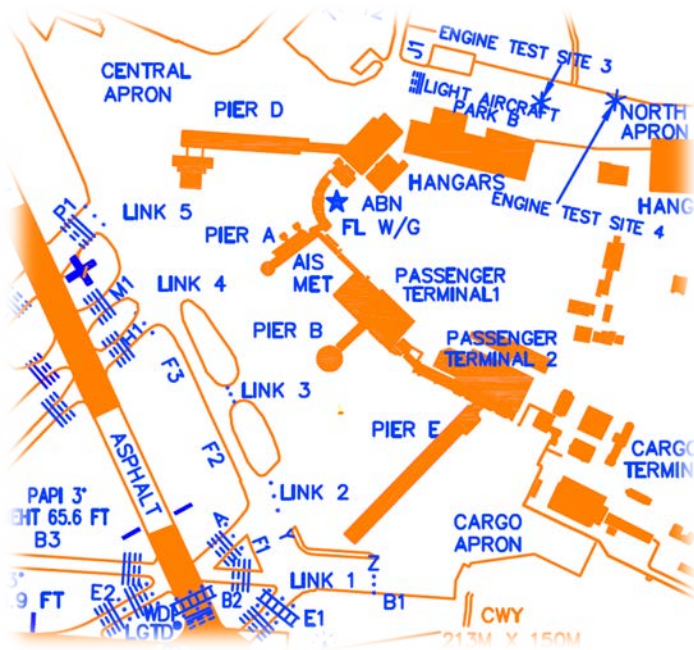 ENGINE TEST SITE 3
J1
CENTRAL
APRON
PIER D
LIGHT AIRCRAFT
PARK B
NORTH
APRON
HANGARS
ABN
FL W/G
ENGINE TEST SITE 4
HANG
P1
LINK 5
PIER A
AIS
MET
M1
LINK 4
PASSENGER
TERMINAL1
H1
PIER B
PASSENGER
TERMINAL 2
F3
LINK 3
F2
PIER E
ASPHALT
CARGO
TERMIN
PAPI 3°
EHT 65.6 FT
B3
LINK 2
A
Y
F1
CARGO
APRON
3°
.9 FT
E2
WDI
LGTD
B2
LINK 1
Z
B1
E1
CWY
213M X 150M